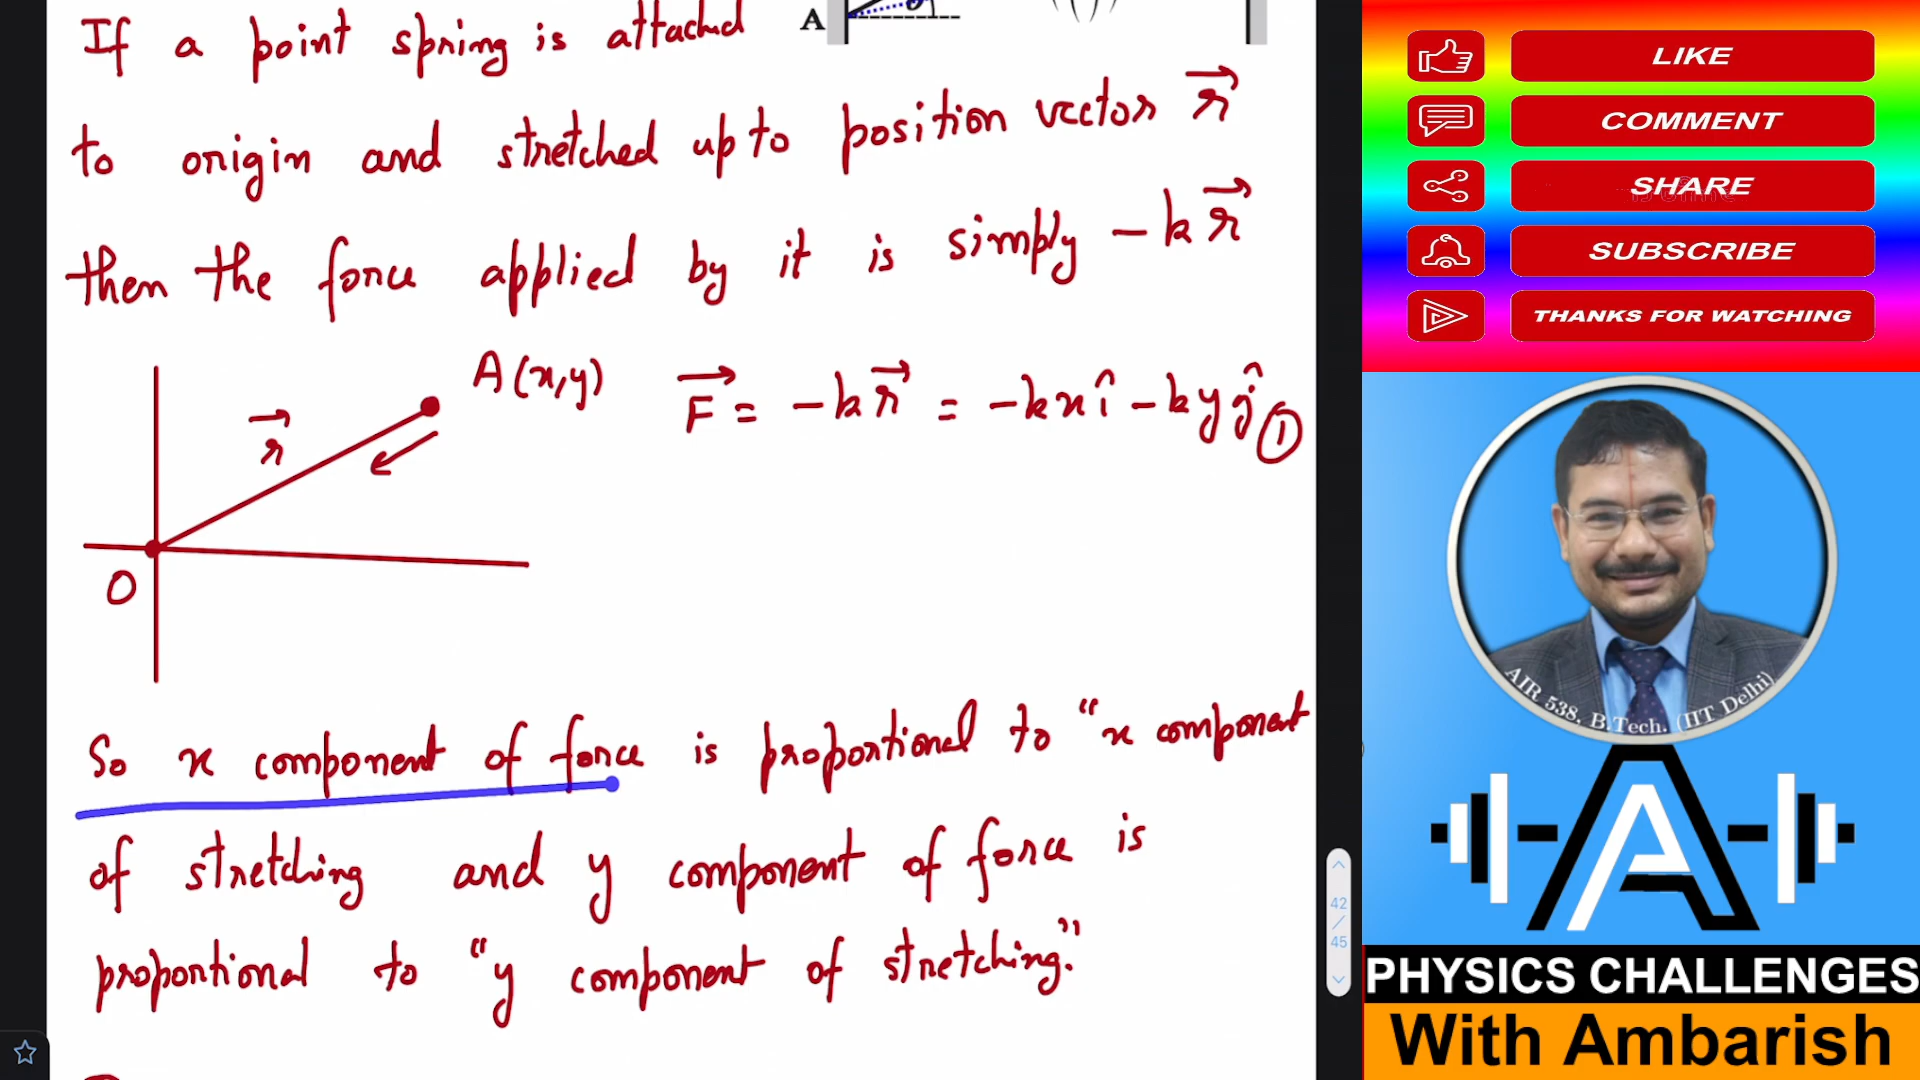 If a point spring is attached
A
to origin and stretched up to position vector r⃗
then the force applied by it is simply −k r⃗
A(x,y)
F⃗ = −k r⃗ = −kx î − ky ĵ ①
r⃗
O
So x component of force is proportional to “x component
of stretching and y component of force is
proportional to “y component of stretching.”
42
/
45
LIKE
COMMENT
SHARE
SUBSCRIBE
THANKS FOR WATCHING
AIR 538, B.Tech. (IIT Delhi)
A
PHYSICS CHALLENGES
With Ambarish